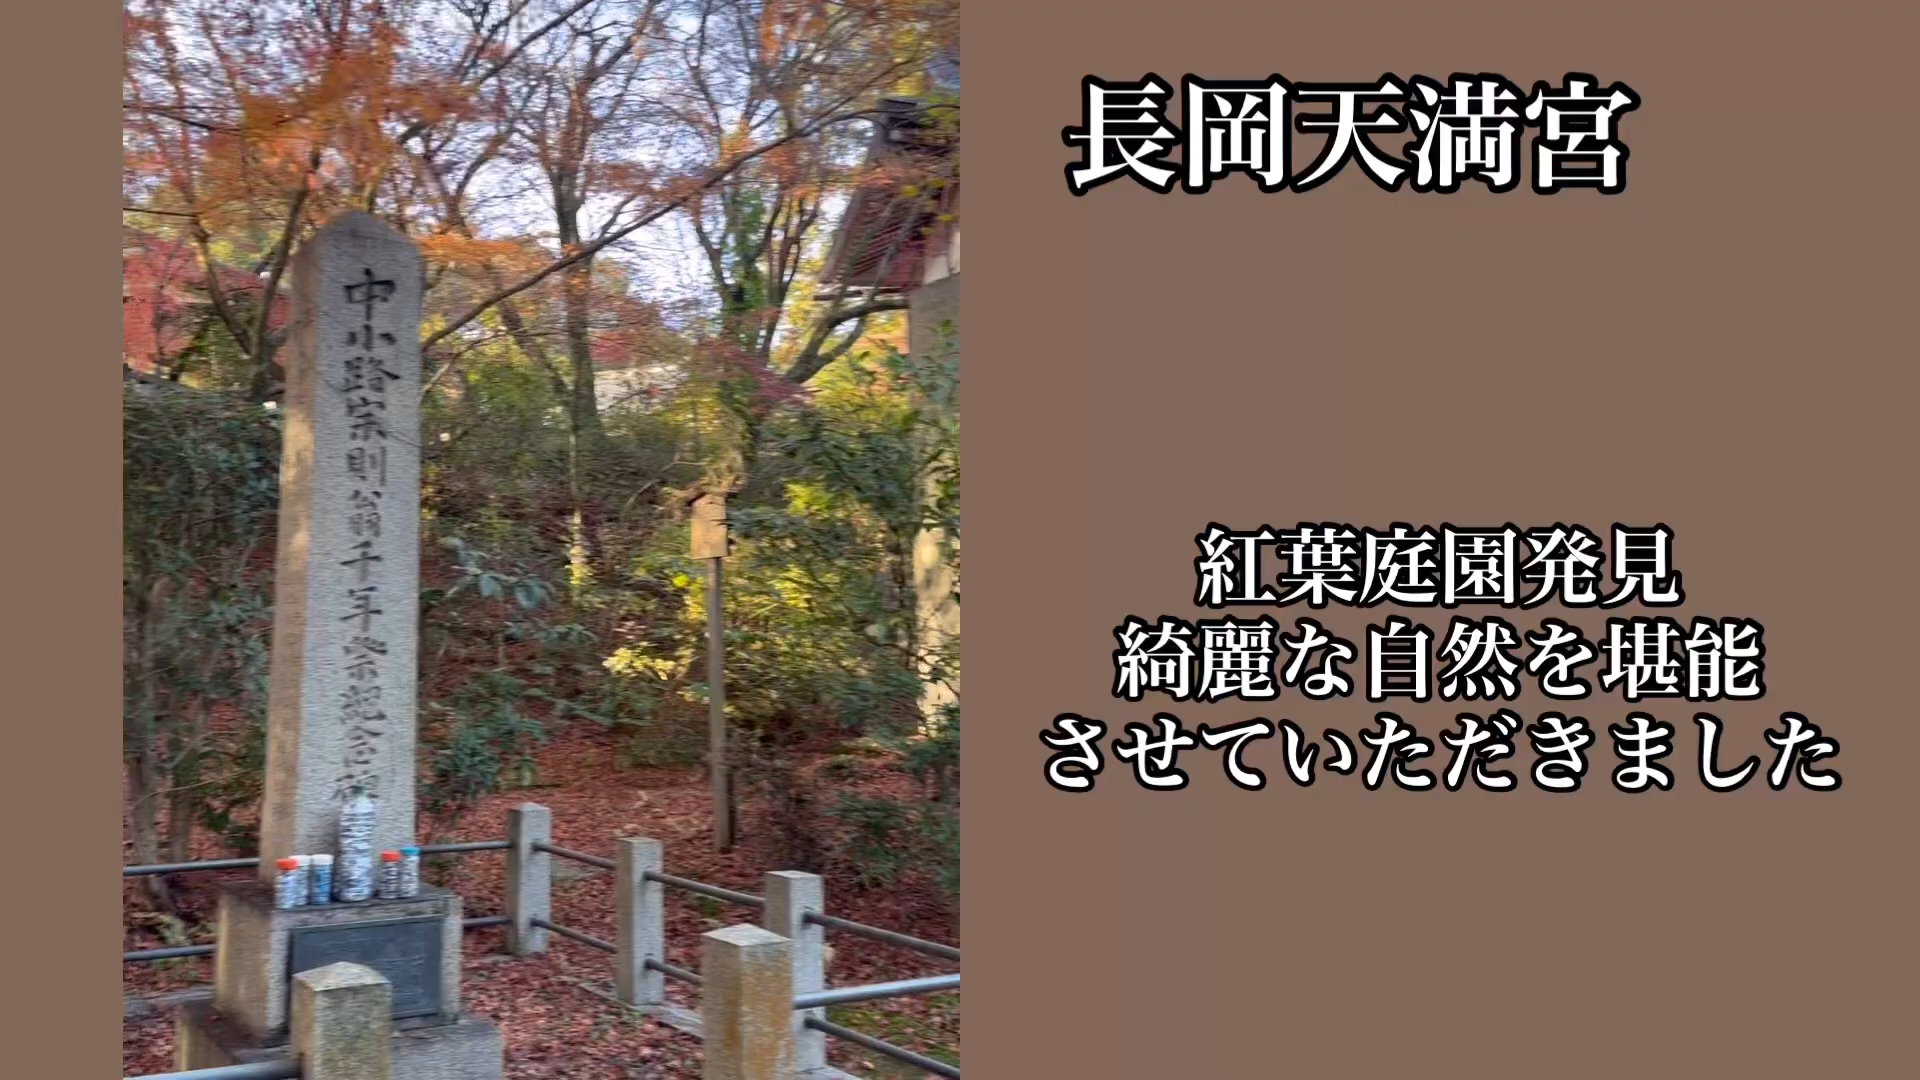 長岡天満宮
紅葉庭園発見
綺麗な自然を堪能
させていただきました
中小路宗則翁千年祭記念碑